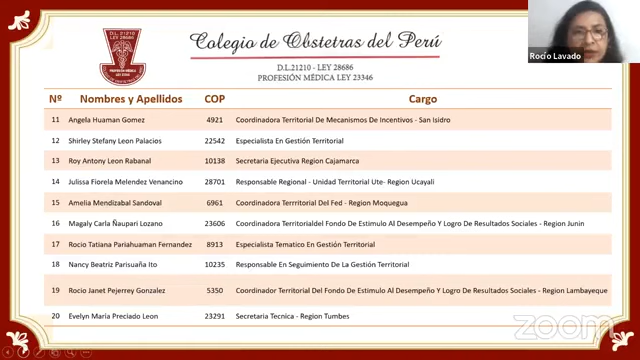 D.L. 21210
LEY 28686
Colegio de Obstetras del Perú
D.L.21210 - LEY 28686
PROFESIÓN MÉDICA LEY 23346
Rocío Lavado
Nº Nombres y Apellidos COP Cargo
11 Angela Huaman Gomez 4921 Coordinadora Territorial De Mecanismos De Incentivos - San Isidro
12 Shirley Stefany Leon Palacios 22542 Especialista En Gestión Territorial
13 Roy Antony Leon Rabanal 10138 Secretaria Ejecutiva Region Cajamarca
14 Julissa Fiorela Melendez Venancino 28701 Responsable Regional - Unidad Territorial Ute- Region Ucayali
15 Amelia Mendizabal Sandoval 6961 Coordinadora Terrritorial Del Fed - Region Moquegua
16 Magaly Carla Ñaupari Lozano 23606 Coordinadora Territorialdel Fondo De Estimulo Al Desempeño Y Logro De Resultados Sociales - Region Junin
17 Rocio Tatiana Pariahuaman Fernandez 8913 Especialista Tematico En Gestión Territorial
18 Nancy Beatriz Parisuaña Ito 10235 Responsable En Seguimiento De La Gestión Territorial
19 Rocio Janet Pejerrey Gonzalez 5350 Coordinador Territorial Del Fondo De Estimulo Al Desempeño Y Logro De Resultados Sociales - Region Lambayeque
20 Evelyn Maria Preciado Leon 23291 Secretaria Tecnica - Region Tumbes
zoom